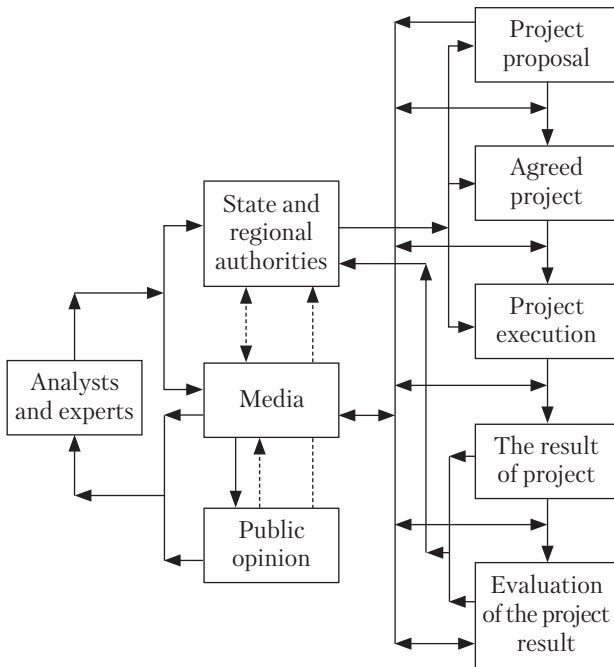 Project
proposal
Agreed
project
State and
regional
authorities
Project
execution
Analysts
and experts
Media
The result
of project
Public
opinion
Evaluation
of the project
result